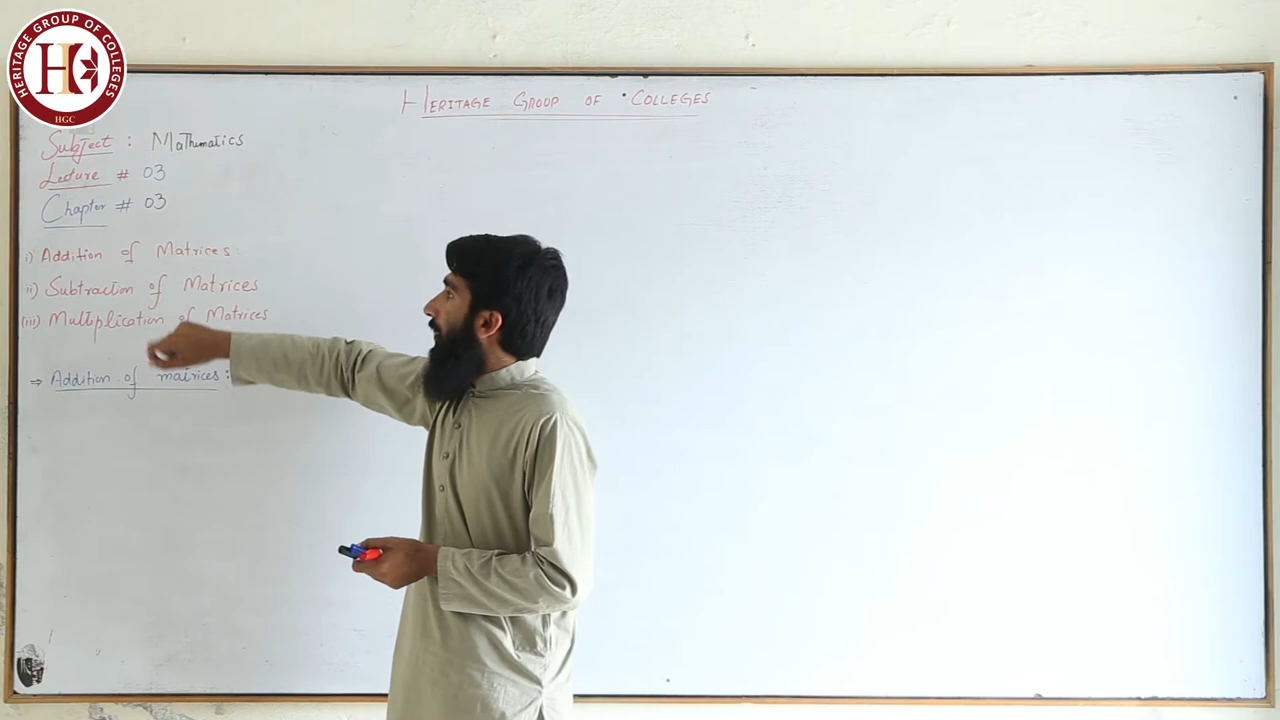 HERITAGE GROUP OF COLLEGES
HGC
HERITAGE GROUP OF COLLEGES
Subject : Mathematics
Lecture # 03
Chapter # 03
i) Addition of Matrices:
ii) Subtraction of Matrices
(iii) Multiplication of Matrices
⇒ Addition of matrices: